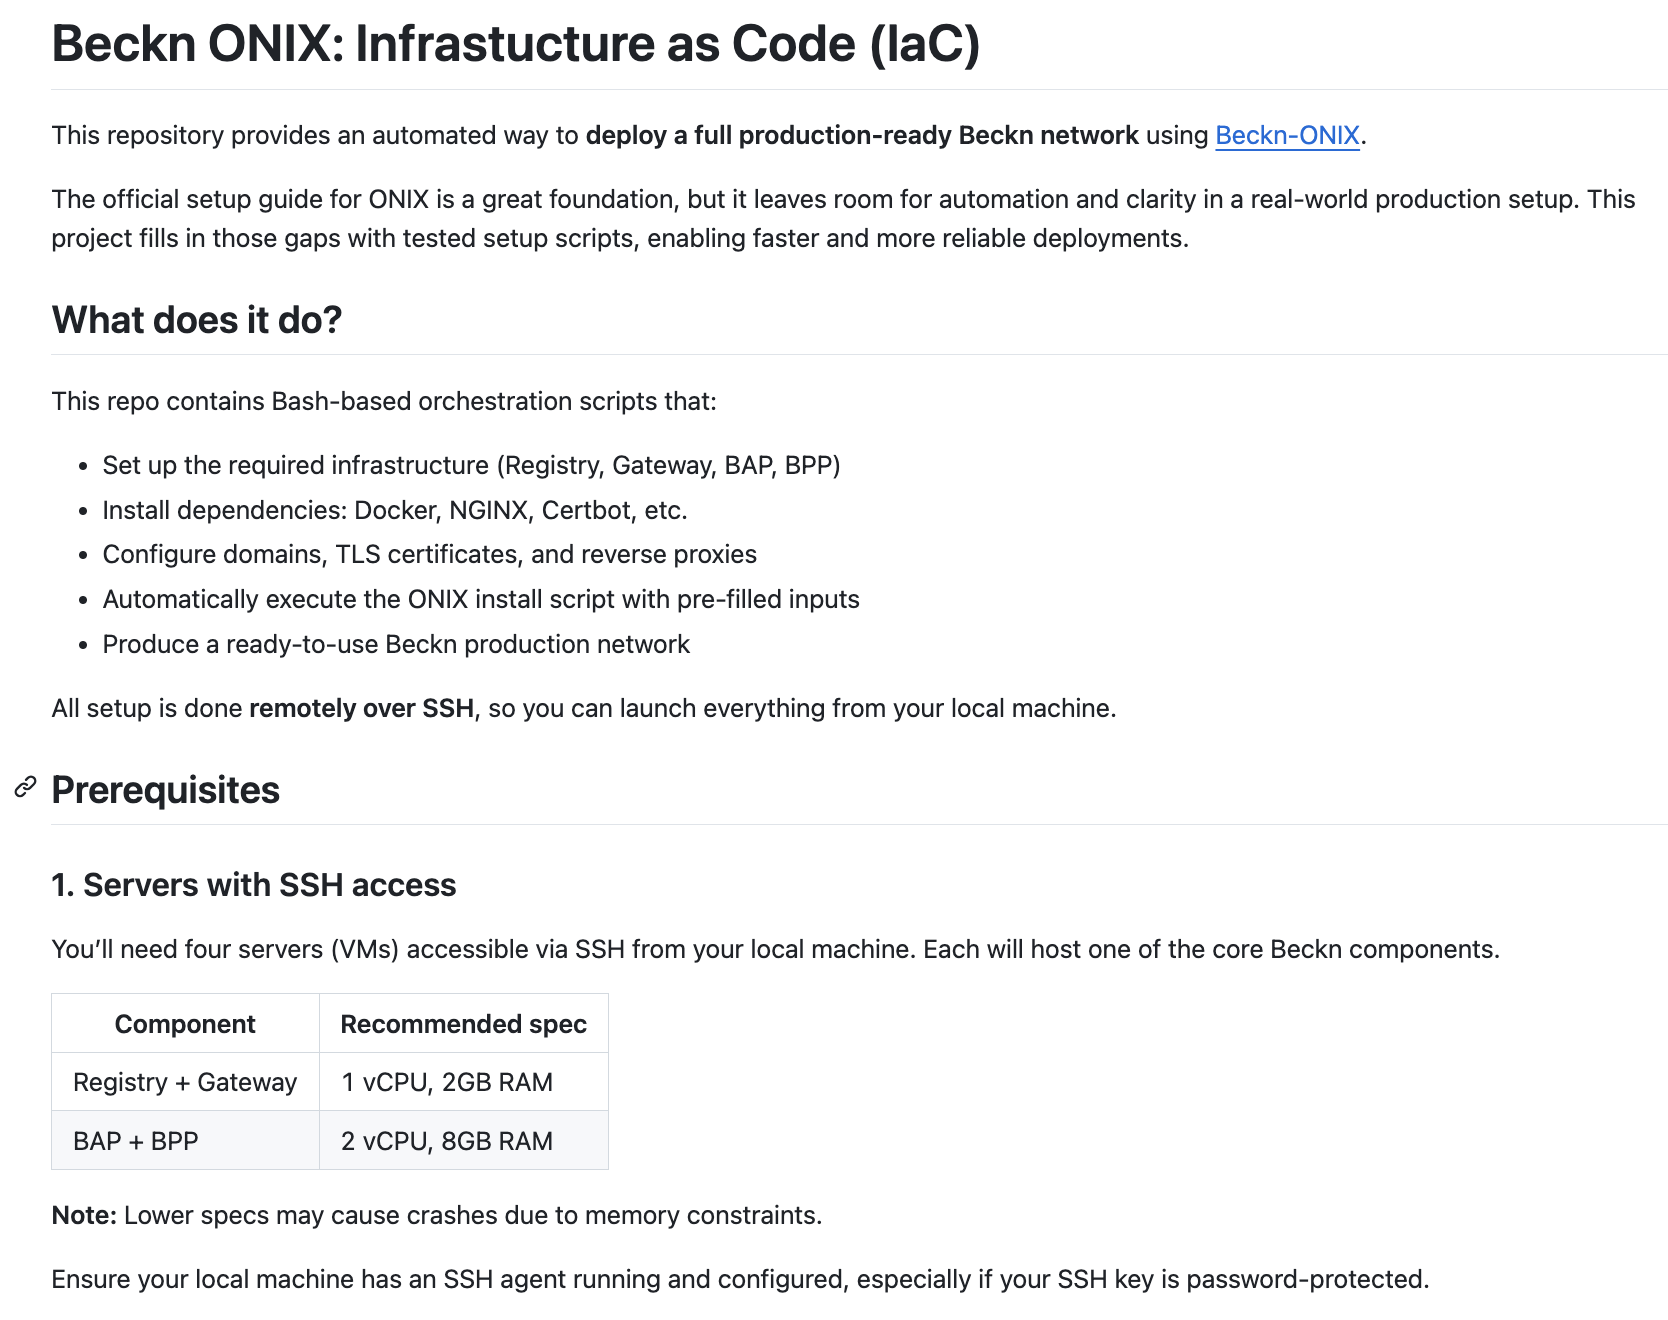 Beckn ONIX: Infrastucture as Code (IaC)
This repository provides an automated way to deploy a full production-ready Beckn network using Beckn-ONIX.
The official setup guide for ONIX is a great foundation, but it leaves room for automation and clarity in a real-world production setup. This
project fills in those gaps with tested setup scripts, enabling faster and more reliable deployments.
What does it do?
This repo contains Bash-based orchestration scripts that:
• Set up the required infrastructure (Registry, Gateway, BAP, BPP)
• Install dependencies: Docker, NGINX, Certbot, etc.
• Configure domains, TLS certificates, and reverse proxies
• Automatically execute the ONIX install script with pre-filled inputs
• Produce a ready-to-use Beckn production network
All setup is done remotely over SSH, so you can launch everything from your local machine.
Prerequisites
1. Servers with SSH access
You’ll need four servers (VMs) accessible via SSH from your local machine. Each will host one of the core Beckn components.
Component Recommended spec
Registry + Gateway 1 vCPU, 2GB RAM
BAP + BPP 2 vCPU, 8GB RAM
Note: Lower specs may cause crashes due to memory constraints.
Ensure your local machine has an SSH agent running and configured, especially if your SSH key is password-protected.